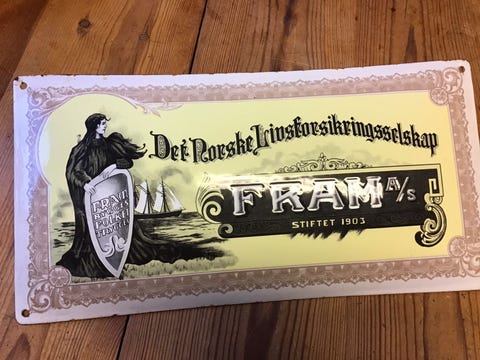 Det Norske Livsforsikringsselskap
FRAM A/S
STIFTET 1903